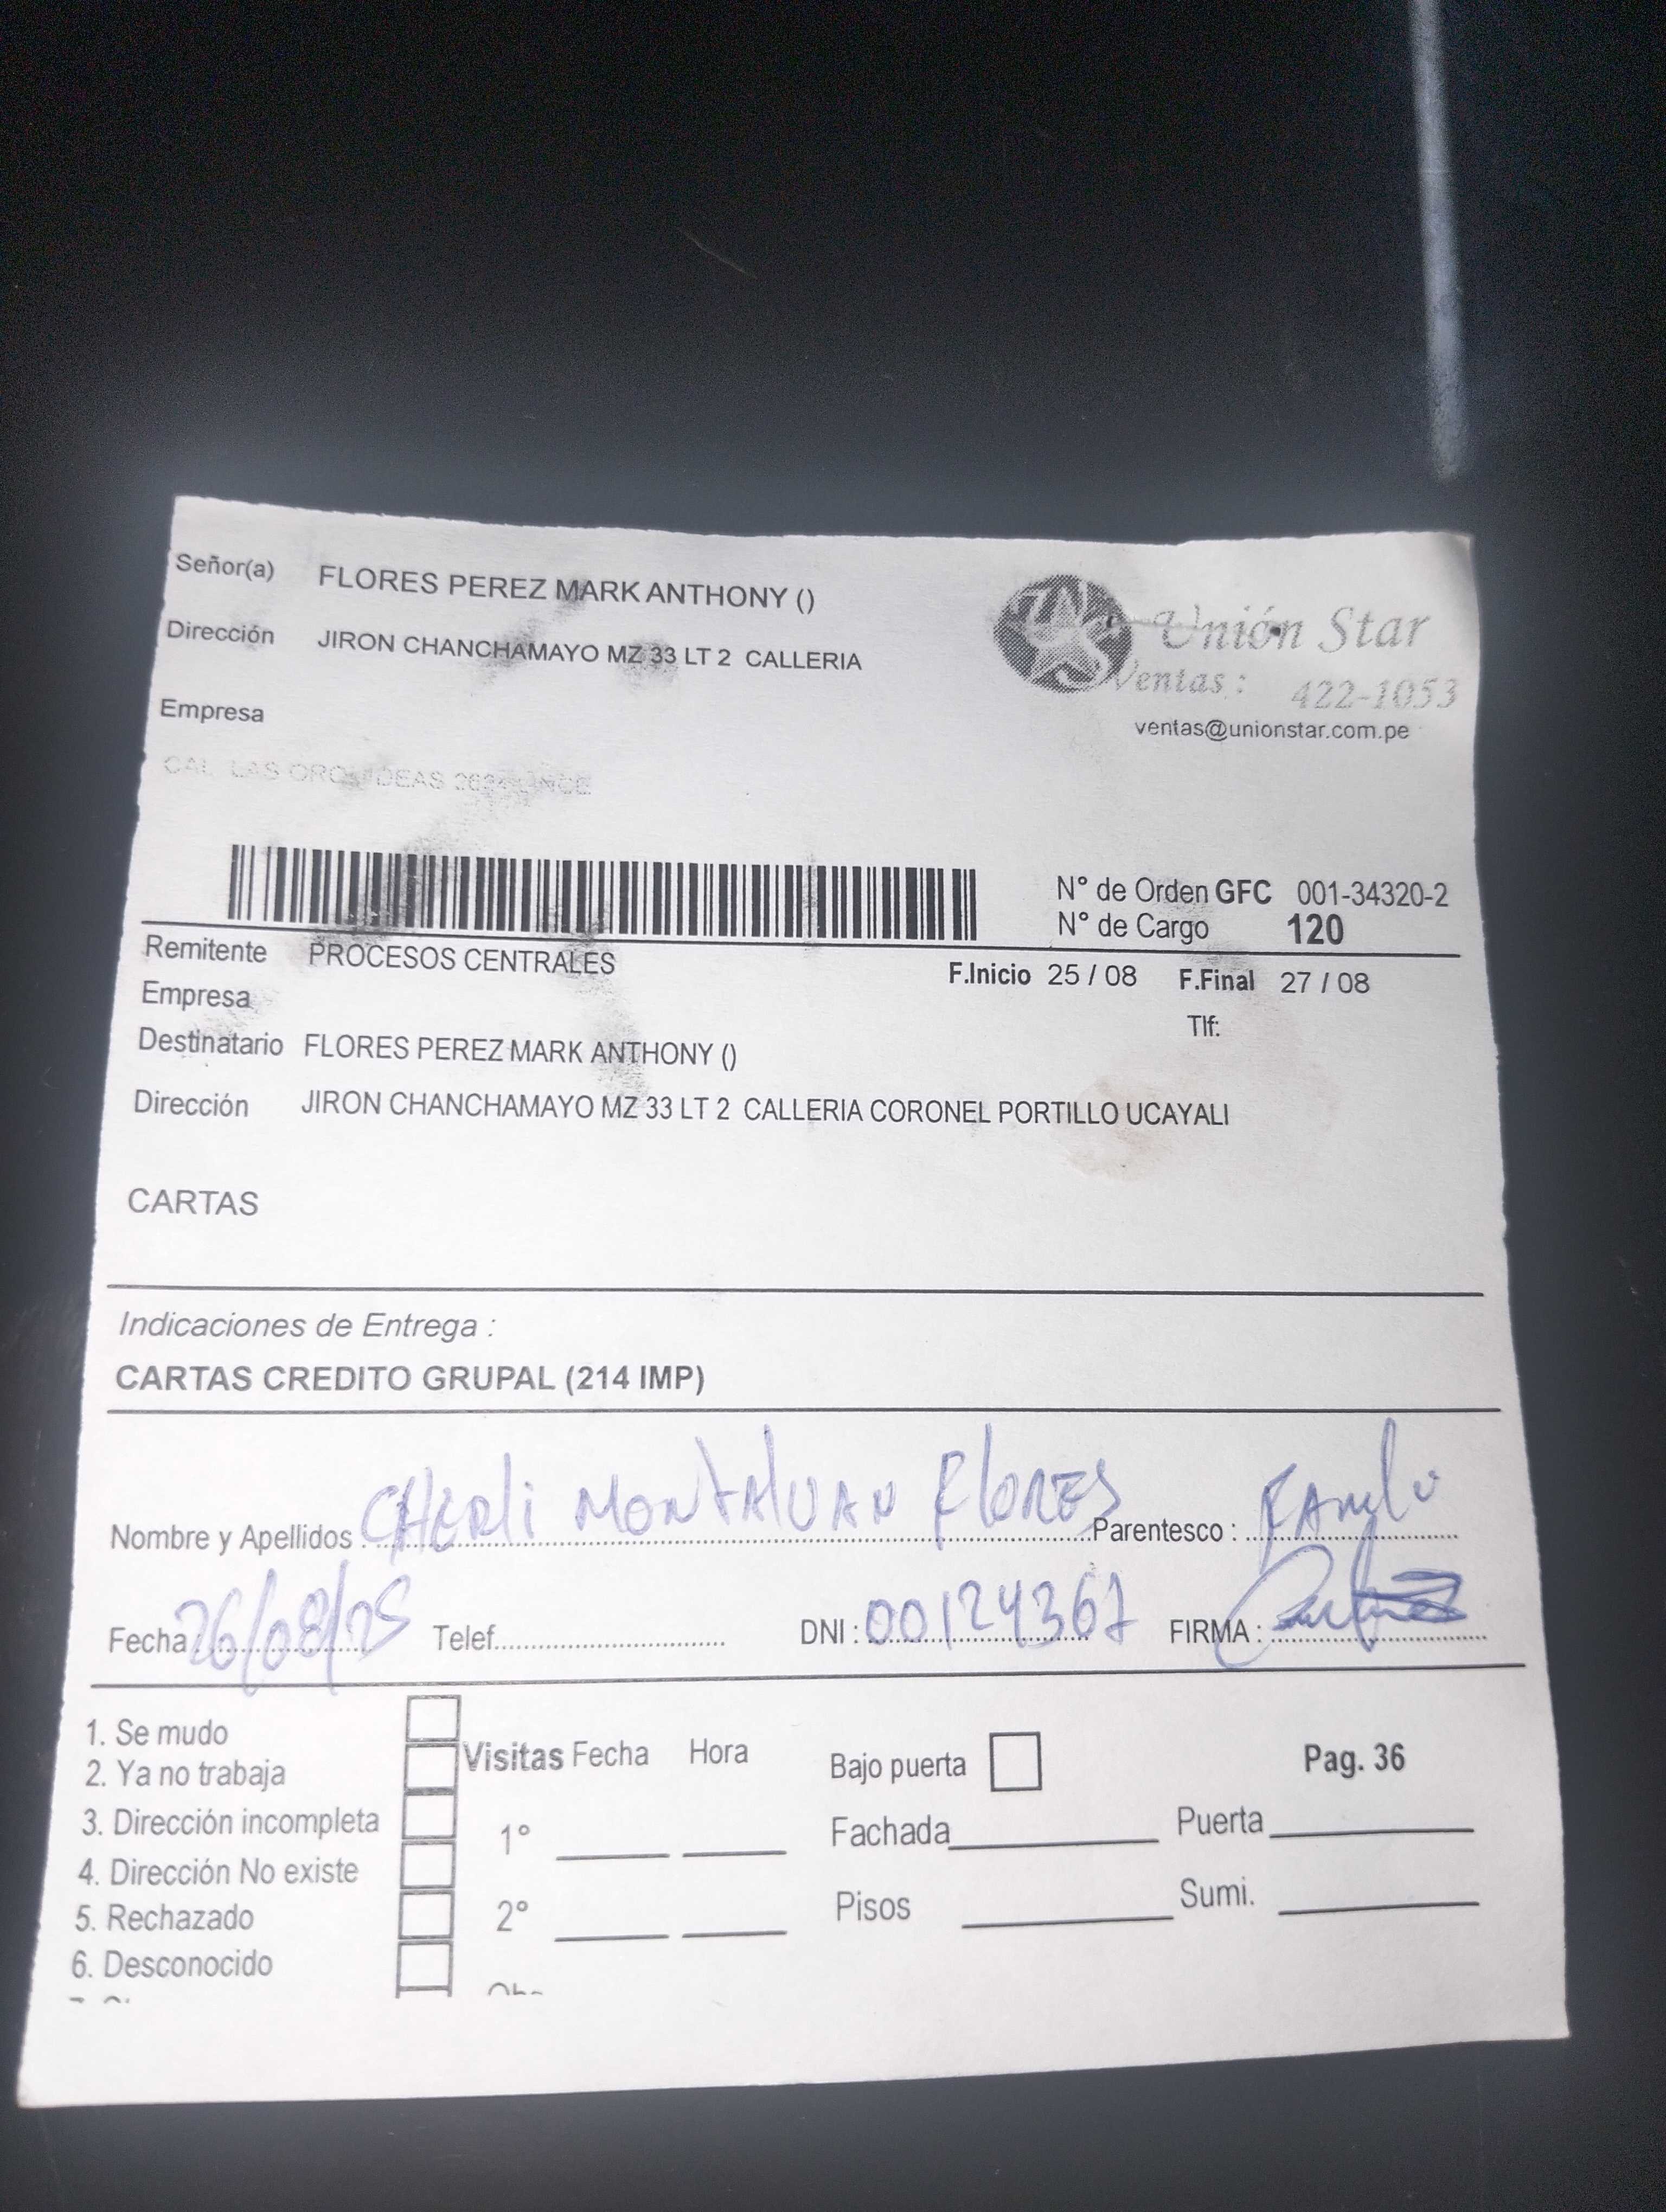 Señor(a) FLORES PEREZ MARK ANTHONY ()
Dirección JIRON CHANCHAMAYO MZ 33 LT 2 CALLERIA
Unión Star
Ventas : 422-1053
ventas@unionstar.com.pe
Empresa
CAL LAS ORQUIDEAS LINCE
N° de Orden GFC 001-34320-2
N° de Cargo 120
Remitente PROCESOS CENTRALES
F.Inicio 25 / 08 F.Final 27 / 08
Empresa
Tlf:
Destinatario FLORES PEREZ MARK ANTHONY ()
Dirección JIRON CHANCHAMAYO MZ 33 LT 2 CALLERIA CORONEL PORTILLO UCAYALI
CARTAS
Indicaciones de Entrega :
CARTAS CREDITO GRUPAL (214 IMP)
Nombre y Apellidos : CHERLi MONTALVAN FLORES Parentesco :
Fecha 26/08/25 Telef. DNI : 00124367 FIRMA :
1. Se mudo
2. Ya no trabaja
3. Dirección incompleta
4. Dirección No existe
5. Rechazado
6. Desconocido
Visitas Fecha Hora
1°
2°
Bajo puerta
Pag. 36
Fachada Puerta
Pisos Sumi.